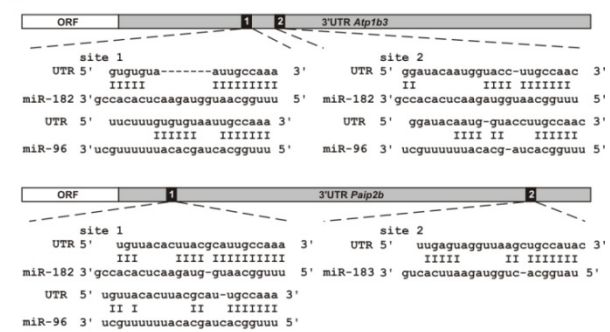 ORF 1 2 3'UTR Atp1b3
site 1
UTR 5' gugugua-------auugccaaa 3'
IIIII IIIIIIIII
miR-182 3'gccacacucaagaugguaacgguuu 5'
UTR 5' uucuuuguguguaauugccaaa 3'
IIIIII IIIIIII
miR-96 3'ucguuuuuuacacgaucacgguuu 5'
site 2
UTR 5' ggauacaaugguacc-uugccaac 3'
II IIII IIIIIII
miR-182 3'gccacacucaagaugguaacgguuu 5'
UTR 5' ggauacaaug-guaccuugccaac 3'
IIII II IIIIII
miR-96 3'ucguuuuuuacacg-aucacgguuu 5'
ORF 1 3'UTR Paip2b 2
site 1
UTR 5' uguuacacuuacgcauugccaaa 3'
III IIII IIIIIIIIII
miR-182 3'gccacacucaagaug-guaacgguuu 5'
UTR 5' uguuacacuuacgcau-ugccaaa 3'
II I II IIIIIII
miR-96 3' ucguuuuuuacacgaucacgguuu 5'
site 2
UTR 5' uugaguagguuaagcugccauac 3'
IIIII II IIIIIII
miR-183 3' gucacuuaagauggucc-acggaau 5'